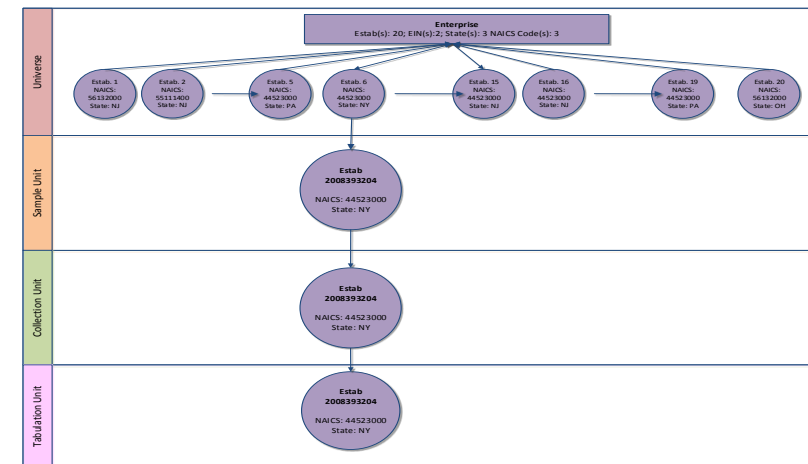 Enterprise
Estab(s): 20; EIN(s):2; State(s): 3 NAICS Code(s): 3
Universe
Estab. 1
NAICS:
56132000
State: NJ
Estab. 2
NAICS:
55111400
State: NJ
Estab. 5
NAICS:
44523000
State: PA
Estab. 6
NAICS:
44523000
State: NY
Estab. 15
NAICS:
44523000
State: NJ
Estab. 16
NAICS:
44523000
State: NJ
Estab. 19
NAICS:
44523000
State: PA
Estab. 20
NAICS:
56132000
State: OH
Sample Unit
Estab
2008393204
NAICS: 44523000
State: NY
Collection Unit
Estab
2008393204
NAICS: 44523000
State: NY
Tabulation Unit
Estab
2008393204
NAICS: 44523000
State: NY